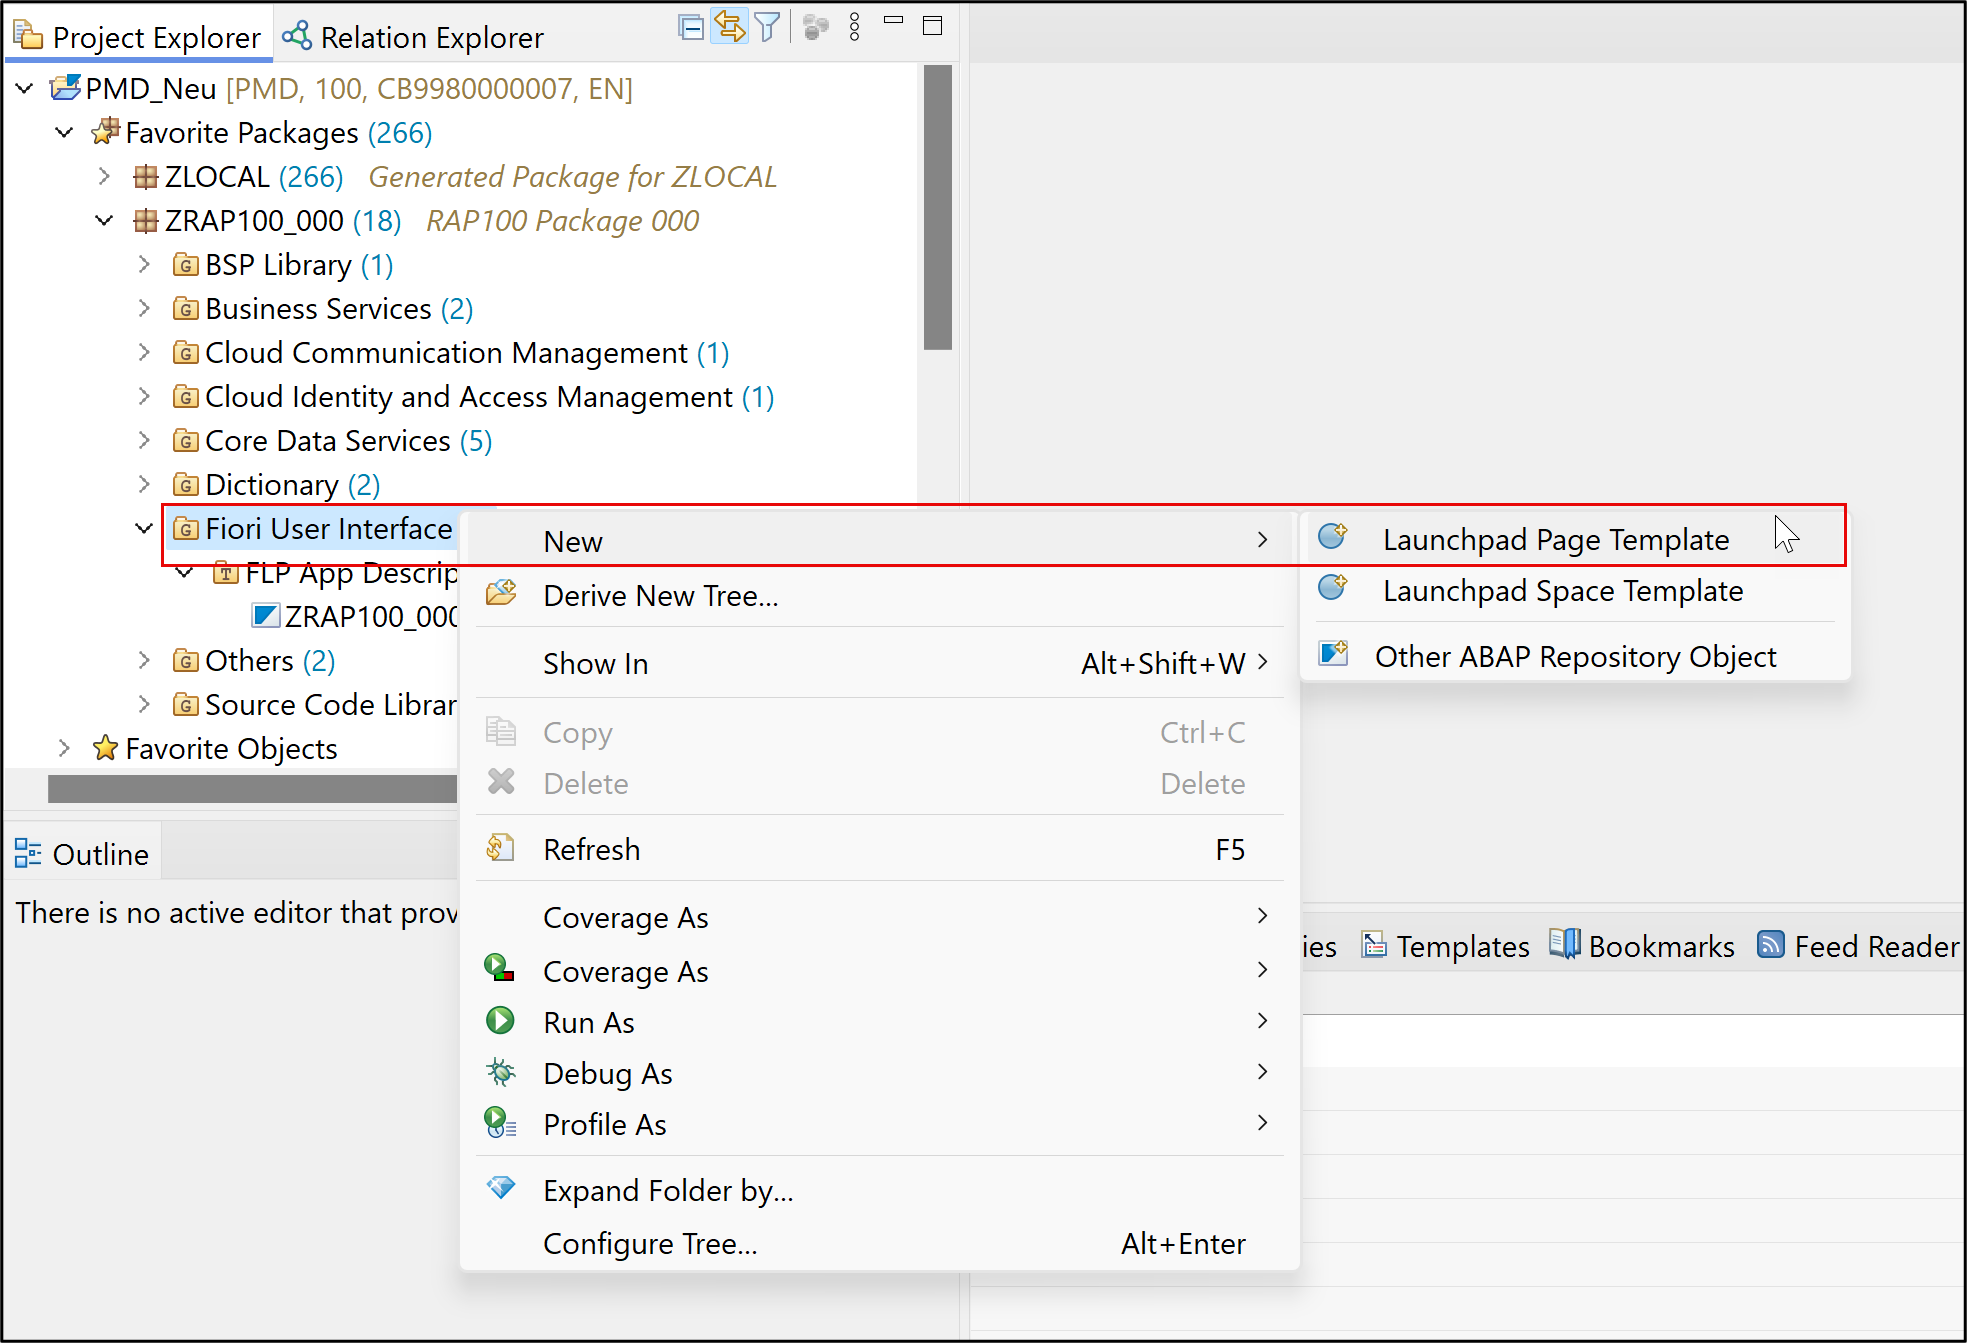 Project Explorer
Relation Explorer
PMD_Neu [PMD, 100, CB9980000007, EN]
Favorite Packages (266)
ZLOCAL (266) Generated Package for ZLOCAL
ZRAP100_000 (18) RAP100 Package 000
BSP Library (1)
Business Services (2)
Cloud Communication Management (1)
Cloud Identity and Access Management (1)
Core Data Services (5)
Dictionary (2)
Fiori User Interface
FLP App Descrip
ZRAP100_000
Others (2)
Source Code Librar
Favorite Objects
New
Derive New Tree...
Show In Alt+Shift+W
Copy Ctrl+C
Delete Delete
Refresh F5
Coverage As
Coverage As
Run As
Debug As
Profile As
Expand Folder by...
Configure Tree... Alt+Enter
Launchpad Page Template
Launchpad Space Template
Other ABAP Repository Object
Outline
There is no active editor that prov
ies
Templates
Bookmarks
Feed Reader